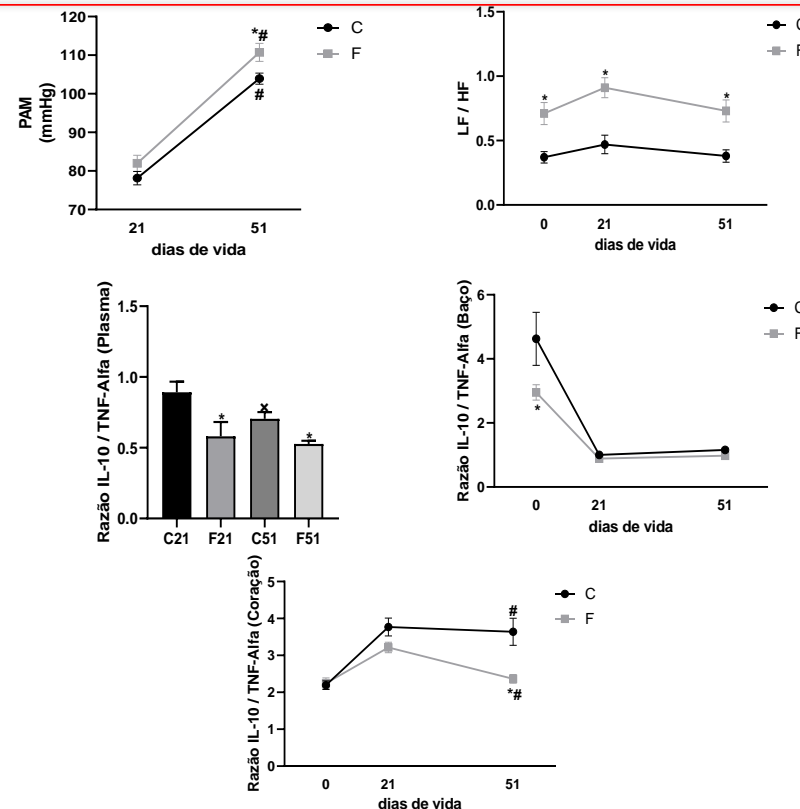 PAM
(mmHg)
120
110
100
90
80
70
*#
#
21
51
dias de vida
C
F
LF / HF
1.5
1.0
0.5
0.0
*
*
*
0
21
51
dias de vida
Razão IL-10 / TNF-Alfa (Plasma)
1.5
1.0
0.5
0.0
*
×
*
C21
F21
C51
F51
Razão IL-10 / TNF-Alfa (Baço)
6
4
2
0
*
0
21
51
dias de vida
Razão IL-10 / TNF-Alfa (Coração)
5
4
3
2
1
0
#
*#
0
21
51
dias de vida
C
F